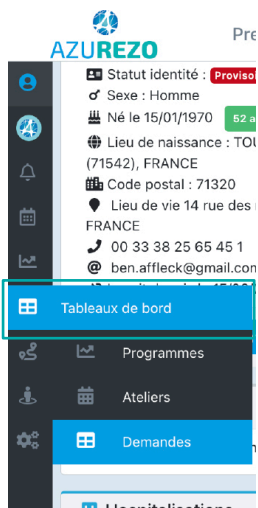 Pre
AZUREZO
Statut identité : Provisoi
Sexe : Homme
Né le 15/01/1970 52 a
Lieu de naissance : TOU
(71542), FRANCE
Code postal : 71320
Lieu de vie 14 rue des
FRANCE
00 33 38 25 65 45 1
@ ben.affleck@gmail.com
Tableaux de bord
Programmes
Ateliers
Demandes
Hospitalisations